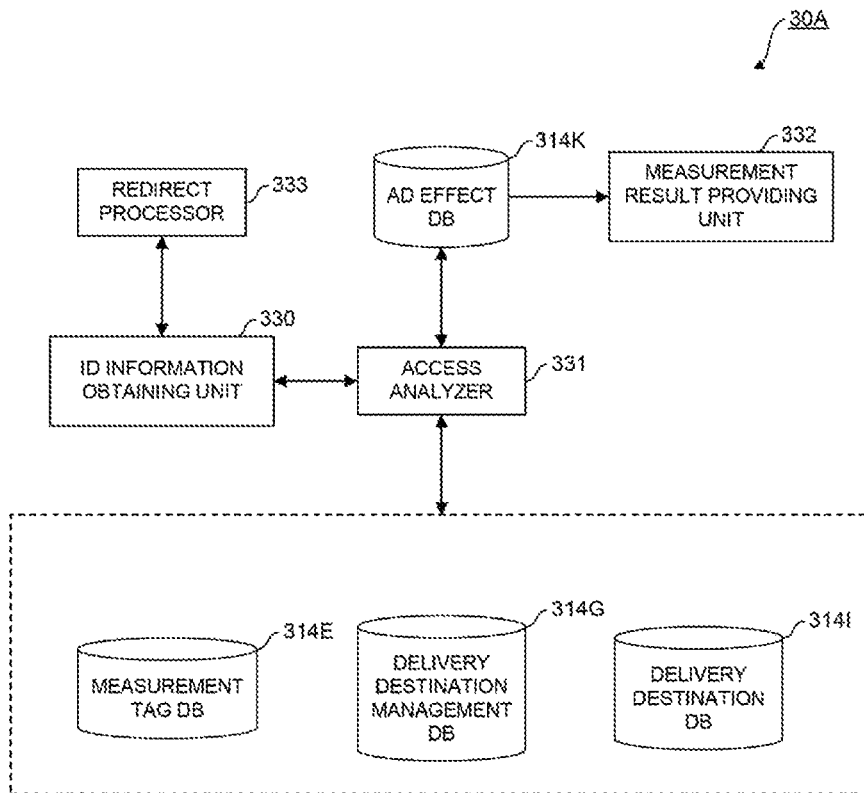 30A
314K
332
REDIRECT
PROCESSOR
333
AD EFFECT
DB
MEASUREMENT
RESULT PROVIDING
UNIT
330
ID INFORMATION
OBTAINING UNIT
ACCESS
ANALYZER
331
314E
MEASUREMENT
TAG DB
314G
DELIVERY
DESTINATION
MANAGEMENT
DB
314I
DELIVERY
DESTINATION
DB